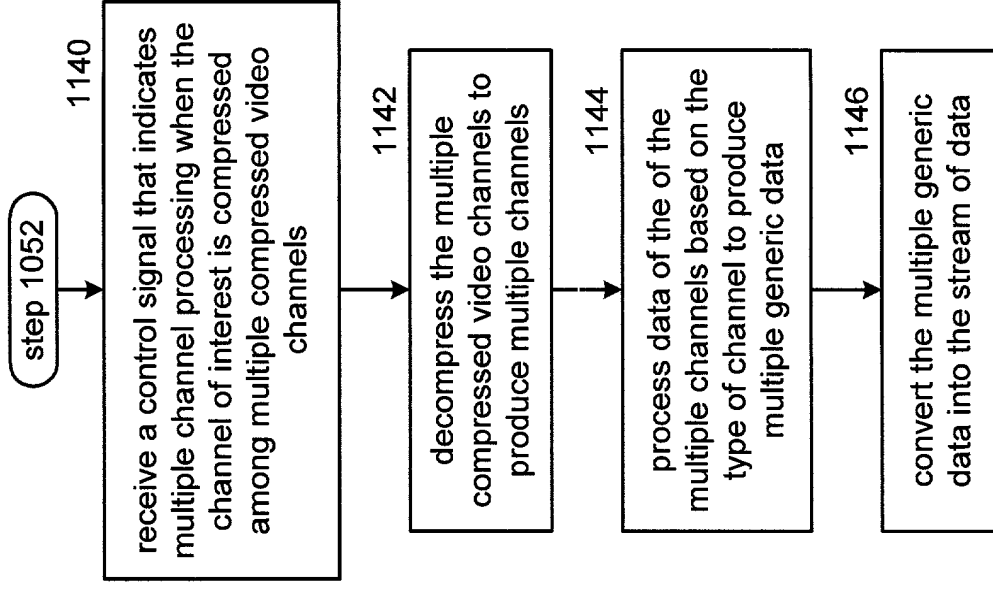 step 1052
1140
receive a control signal that indicates
multiple channel processing when the
channel of interest is compressed
among multiple compressed video
channels
1142
decompress the multiple
compressed video channels to
produce multiple channels
1144
process data of the of the
multiple channels based on the
type of channel to produce
multiple generic data
1146
convert the multiple generic
data into the stream of data